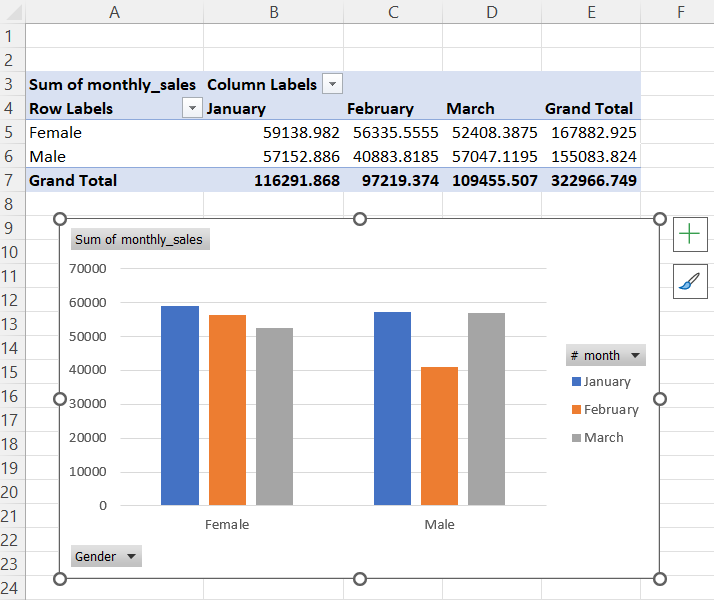 A B C D E F
1
2
3 Sum of monthly_sales Column Labels
4 Row Labels January February March Grand Total
5 Female 59138.982 56335.5555 52408.3875 167882.925
6 Male 57152.886 40883.8185 57047.1195 155083.824
7 Grand Total 116291.868 97219.374 109455.507 322966.749
8
9
10
11
12
13
14
15
16
17
18
19
20
21
22
23
24
Sum of monthly_sales
70000
60000
50000
40000
30000
20000
10000
0
Female Male
# month
January
February
March
Gender